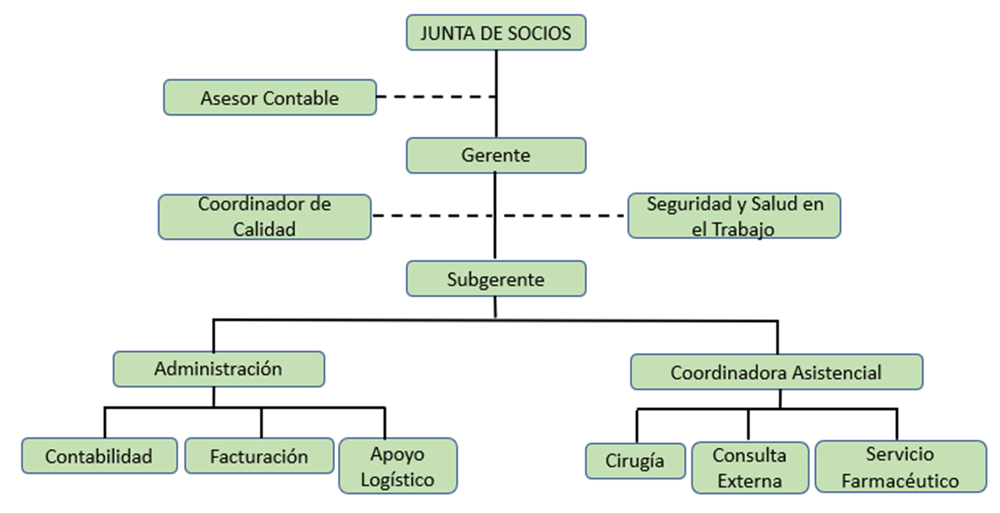 JUNTA DE SOCIOS
Asesor Contable
Gerente
Coordinador de
Calidad
Seguridad y Salud en
el Trabajo
Subgerente
Administración
Coordinadora Asistencial
Contabilidad
Facturación
Apoyo
Logístico
Cirugía
Consulta
Externa
Servicio
Farmacéutico